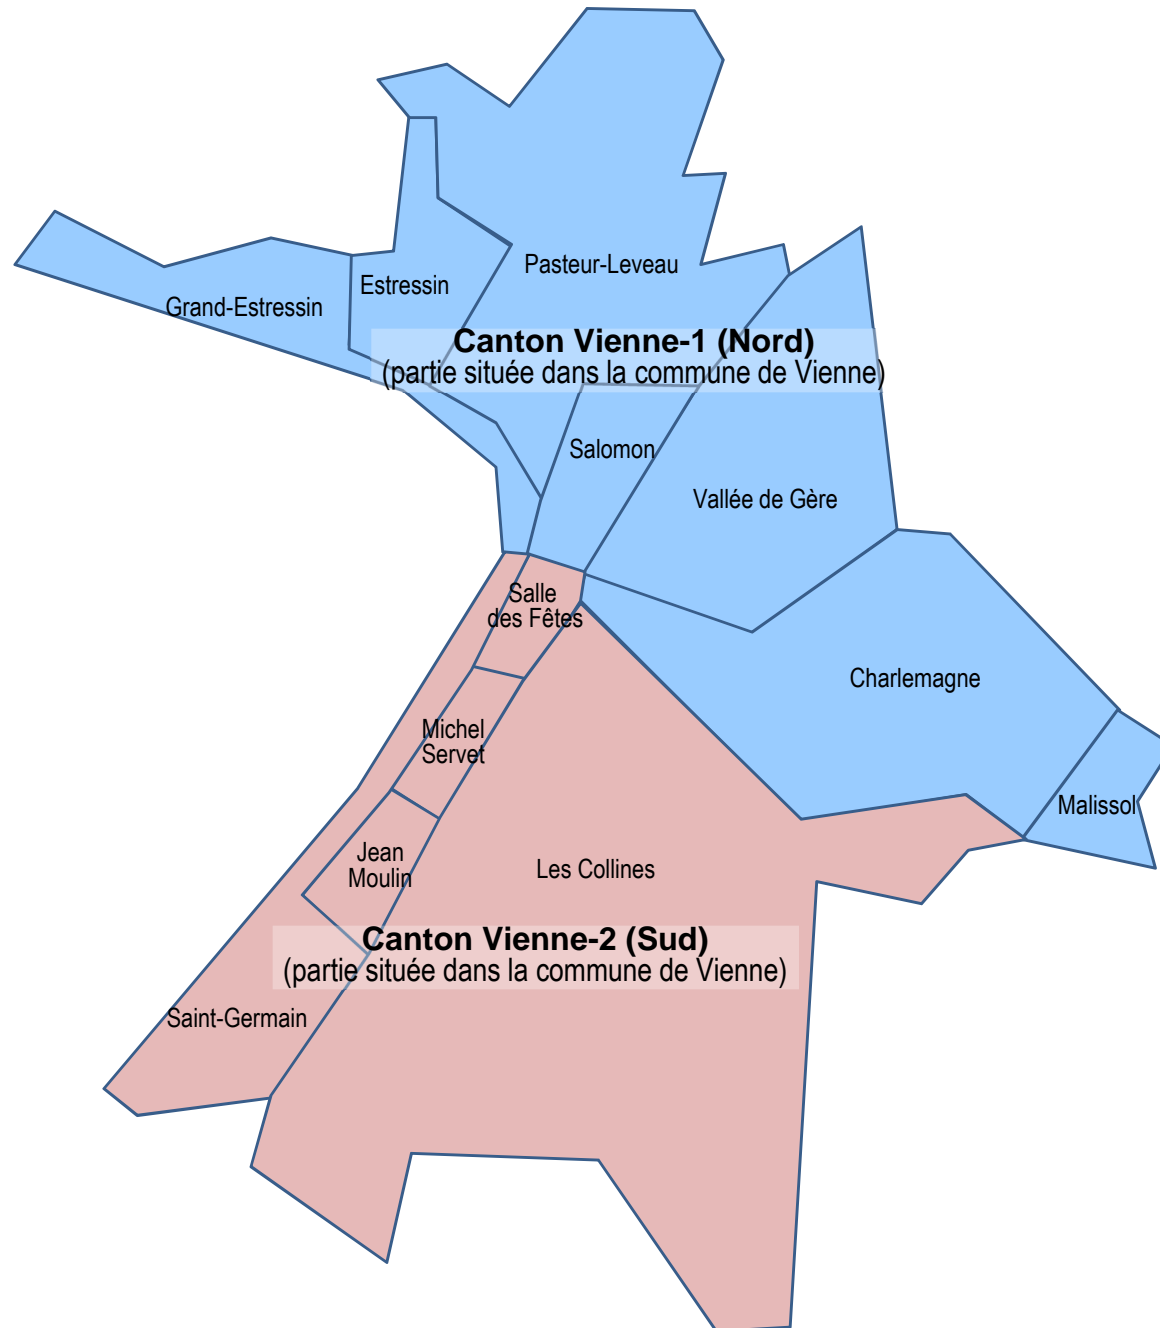 Pasteur-Leveau
Estressin
Grand-Estressin
Canton Vienne-1 (Nord)
(partie située dans la commune de Vienne)
Salomon
Vallée de Gère
Salle
des Fêtes
Charlemagne
Michel
Servet
Malissol
Jean
Moulin
Les Collines
Canton Vienne-2 (Sud)
(partie située dans la commune de Vienne)
Saint-Germain